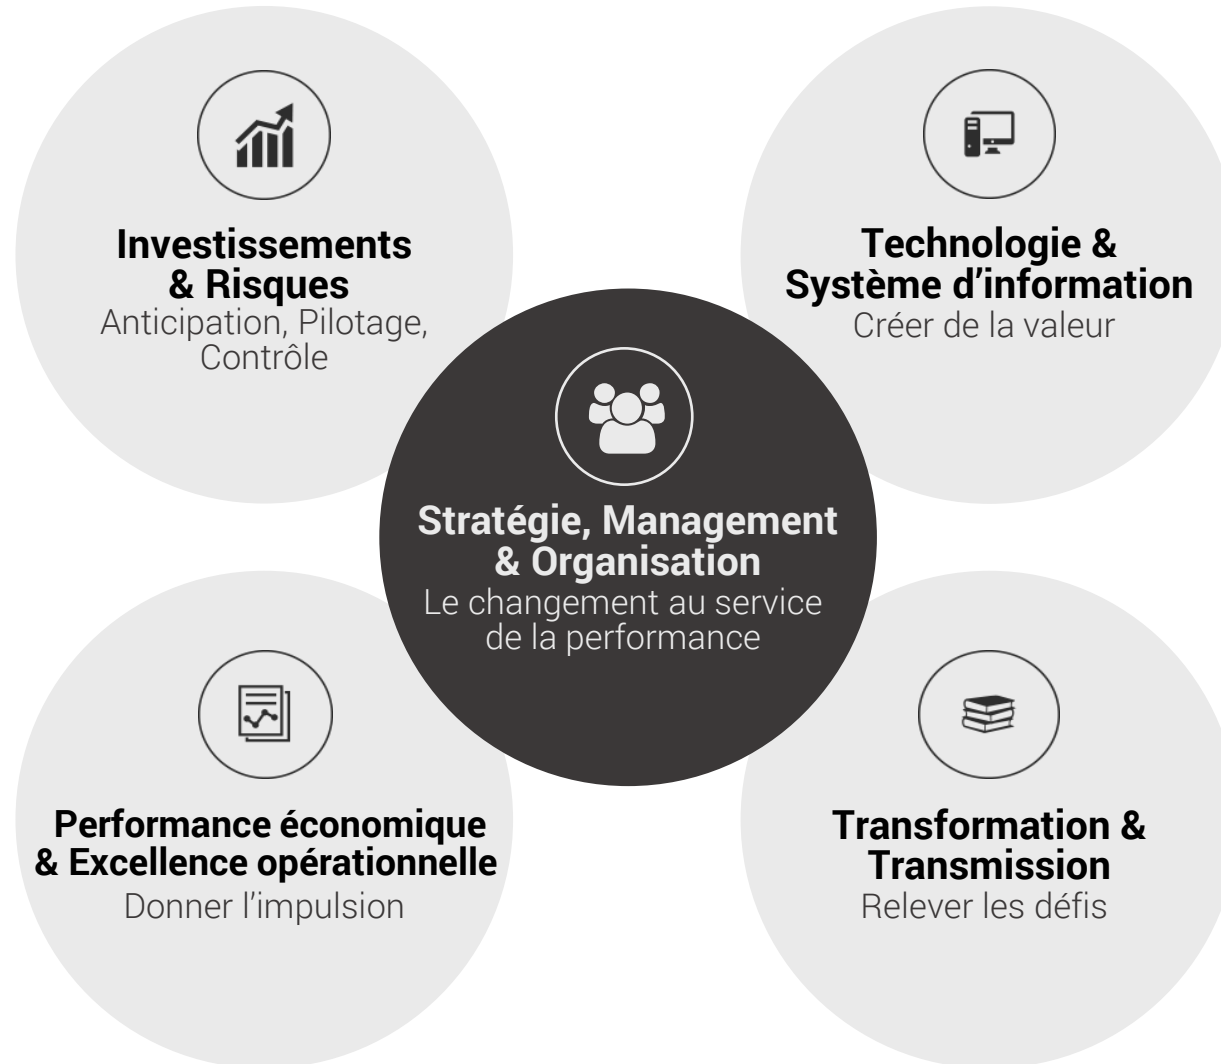 Investissements
& Risques
Anticipation, Pilotage,
Contrôle
Technologie &
Système d’information
Créer de la valeur
Stratégie, Management
& Organisation
Le changement au service
de la performance
Performance économique
& Excellence opérationnelle
Donner l’impulsion
Transformation &
Transmission
Relever les défis